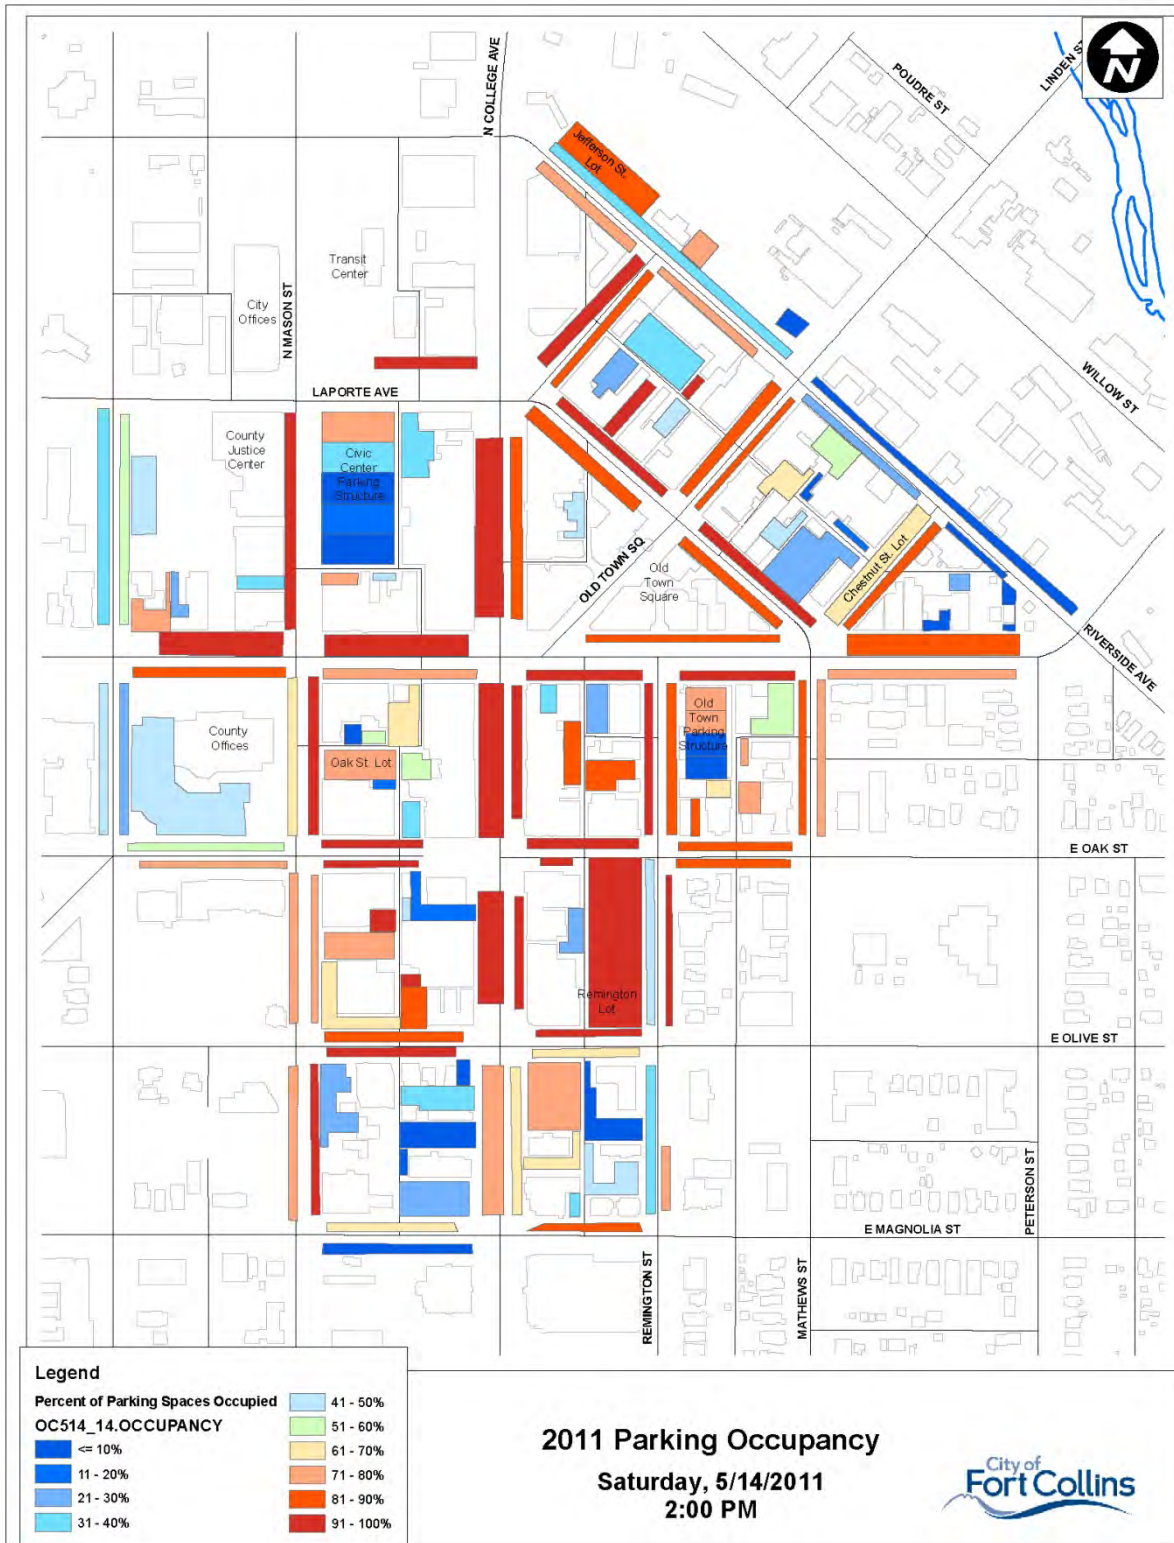 N
N COLLEGE AVE
POUDRE ST
LINDEN ST
Jefferson St.
Lot
Transit
Center
City
Offices
N MASON ST
WILLOW ST
LAPORTE AVE
County
Justice
Center
Civic
Center
Parking
Structure
OLD TOWN SQ
Old
Town
Square
Chestnut St. Lot
RIVERSIDE AVE
County
Offices
Oak St. Lot
Old
Town
Parking
Structure
E OAK ST
Remington
Lot
E OLIVE ST
PETERSON ST
E MAGNOLIA ST
REMINGTON ST
MATHEWS ST
Legend
Percent of Parking Spaces Occupied
OC514_14.OCCUPANCY
<= 10%
11 - 20%
21 - 30%
31 - 40%
41 - 50%
51 - 60%
61 - 70%
71 - 80%
81 - 90%
91 - 100%
2011 Parking Occupancy
Saturday, 5/14/2011
2:00 PM
City of
Fort Collins